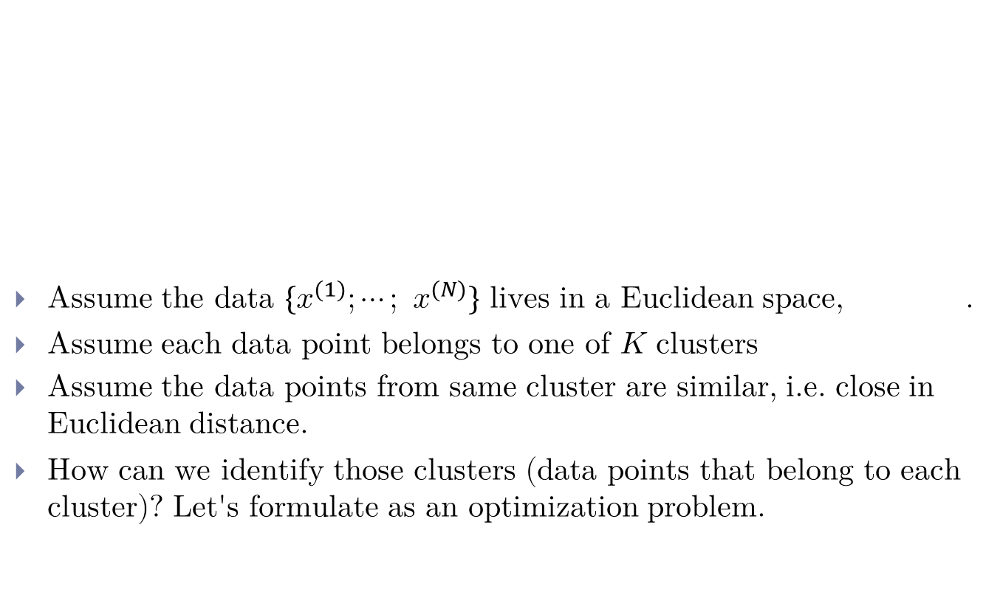 Assume the data {x^(1); ⋯ ; x^(N)} lives in a Euclidean space, .
Assume each data point belongs to one of K clusters
Assume the data points from same cluster are similar, i.e. close in
Euclidean distance.
How can we identify those clusters (data points that belong to each
cluster)? Let's formulate as an optimization problem.